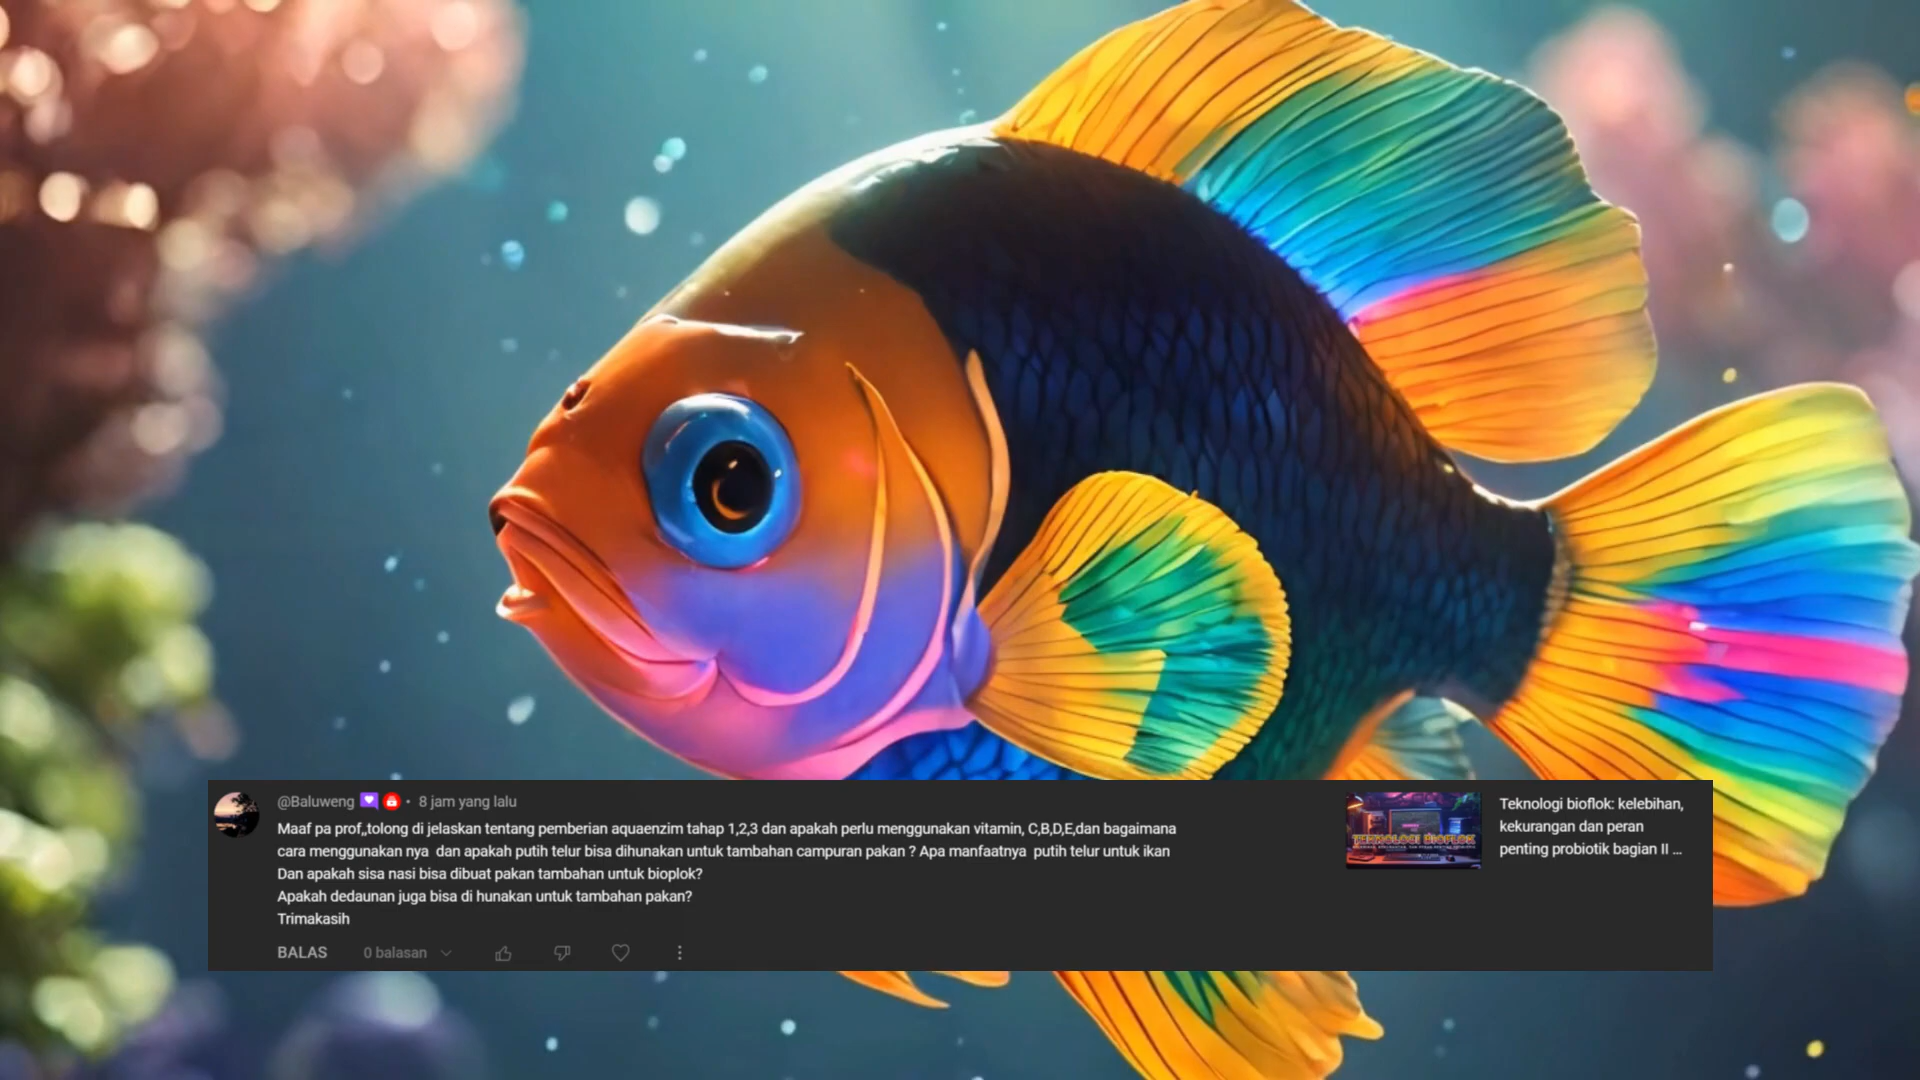 @Baluweng • 8 jam yang lalu
Maaf pa prof,,tolong di jelaskan tentang pemberian aquaenzim tahap 1,2,3 dan apakah perlu menggunakan vitamin, C,B,D,E,dan bagaimana
cara menggunakan nya dan apakah putih telur bisa dihunakan untuk tambahan campuran pakan ? Apa manfaatnya putih telur untuk ikan
Dan apakah sisa nasi bisa dibuat pakan tambahan untuk bioplok?
Apakah dedaunan juga bisa di hunakan untuk tambahan pakan?
Trimakasih
BALAS 0 balasan
TEKNOLOGI BIOFLOK
Teknologi bioflok: kelebihan,
kekurangan dan peran
penting probiotik bagian II ...